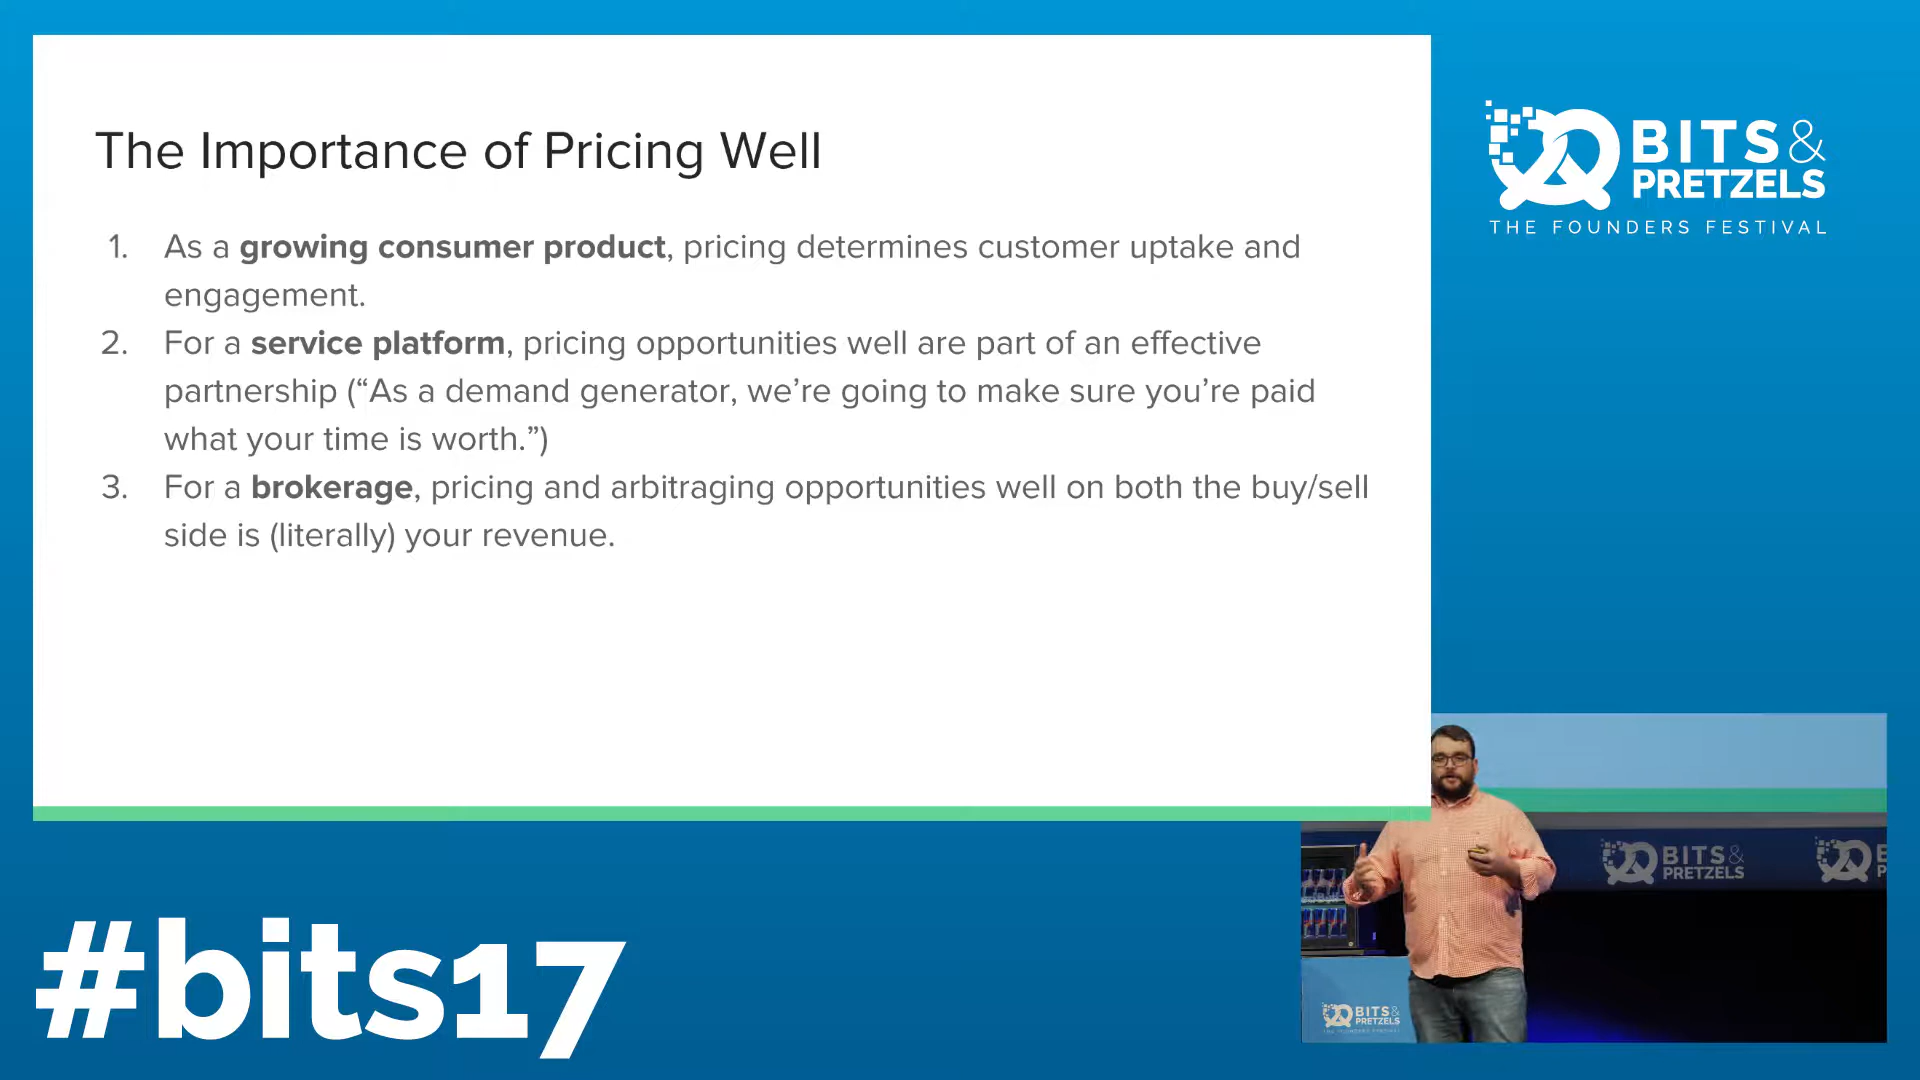 The Importance of Pricing Well
1. As a growing consumer product, pricing determines customer uptake and
engagement.
2. For a service platform, pricing opportunities well are part of an effective
partnership (“As a demand generator, we’re going to make sure you’re paid
what your time is worth.”)
3. For a brokerage, pricing and arbitraging opportunities well on both the buy/sell
side is (literally) your revenue.
BITS&
PRETZELS
THE FOUNDERS FESTIVAL
#bits17
BITS&
PRETZELS
BITS&
PRETZELS
THE FOUNDERS FESTIVAL